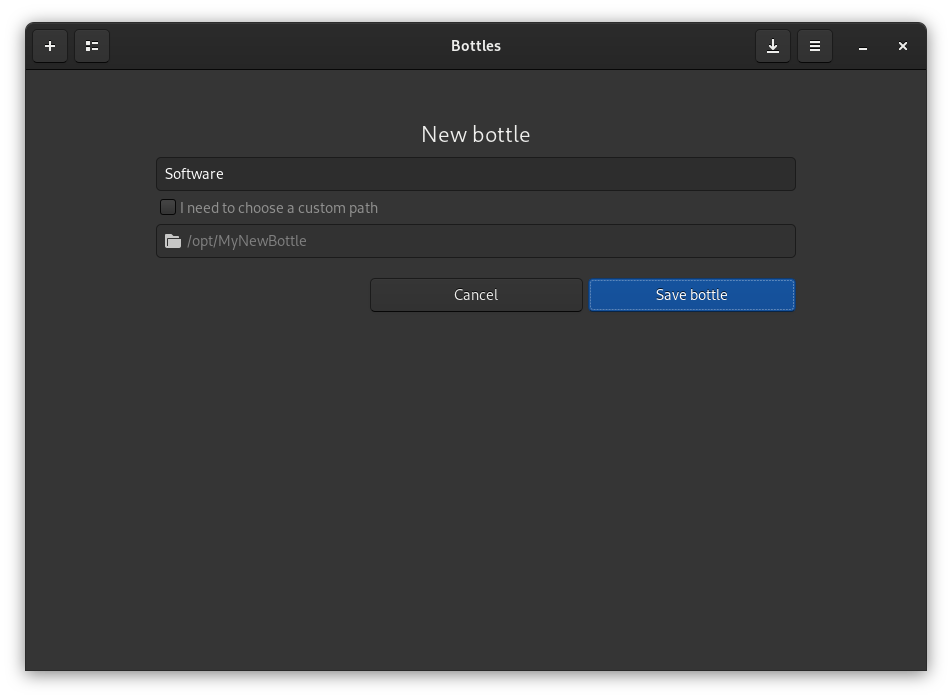 Bottles
New bottle
Software
I need to choose a custom path
/opt/MyNewBottle
Cancel
Save bottle